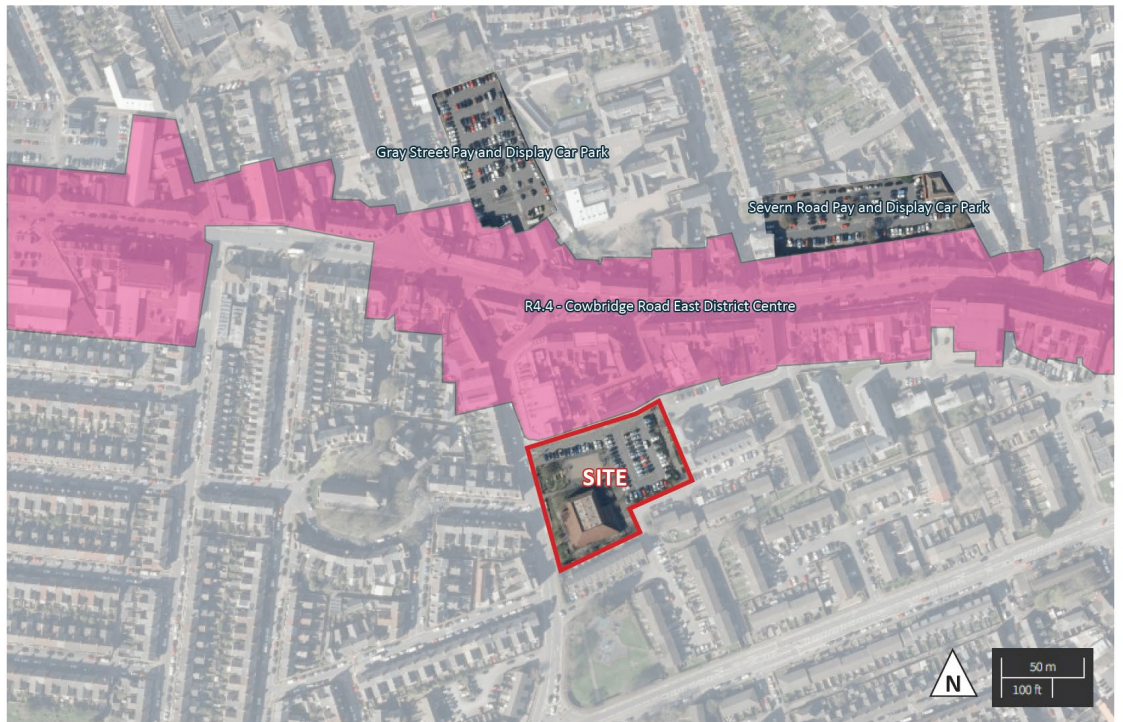 Gray Street Pay and Display Car Park
Severn Road Pay and Display Car Park
R4.4 - Cowbridge Road East District Centre
SITE
N
50 m
100 ft